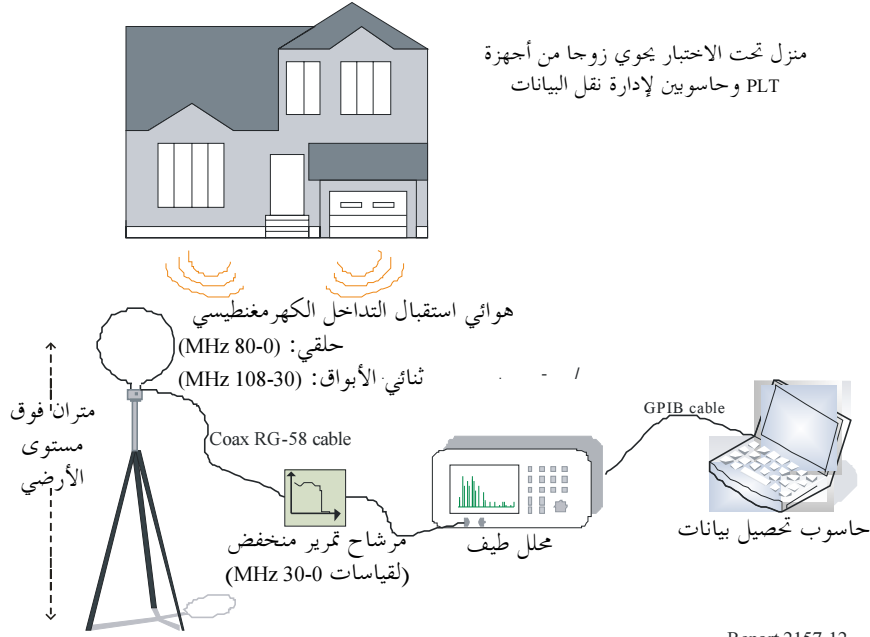 منزل تحت الاختبار يحوي زوجا من أجهزة
PLT وحاسوبين لإدارة نقل البيانات
هوائي استقبال التداخل الكهرمغنطيسي
حلقي: (MHz 80-0)
ثنائي الأبواق: (MHz 108-30)
متران فوق
مستوى
الأرضي
Coax RG-58 cable
GPIB cable
مرشاح تمرير منخفض
(لقياسات MHz 30-0)
محلل طيف
حاسوب تحصيل بيانات